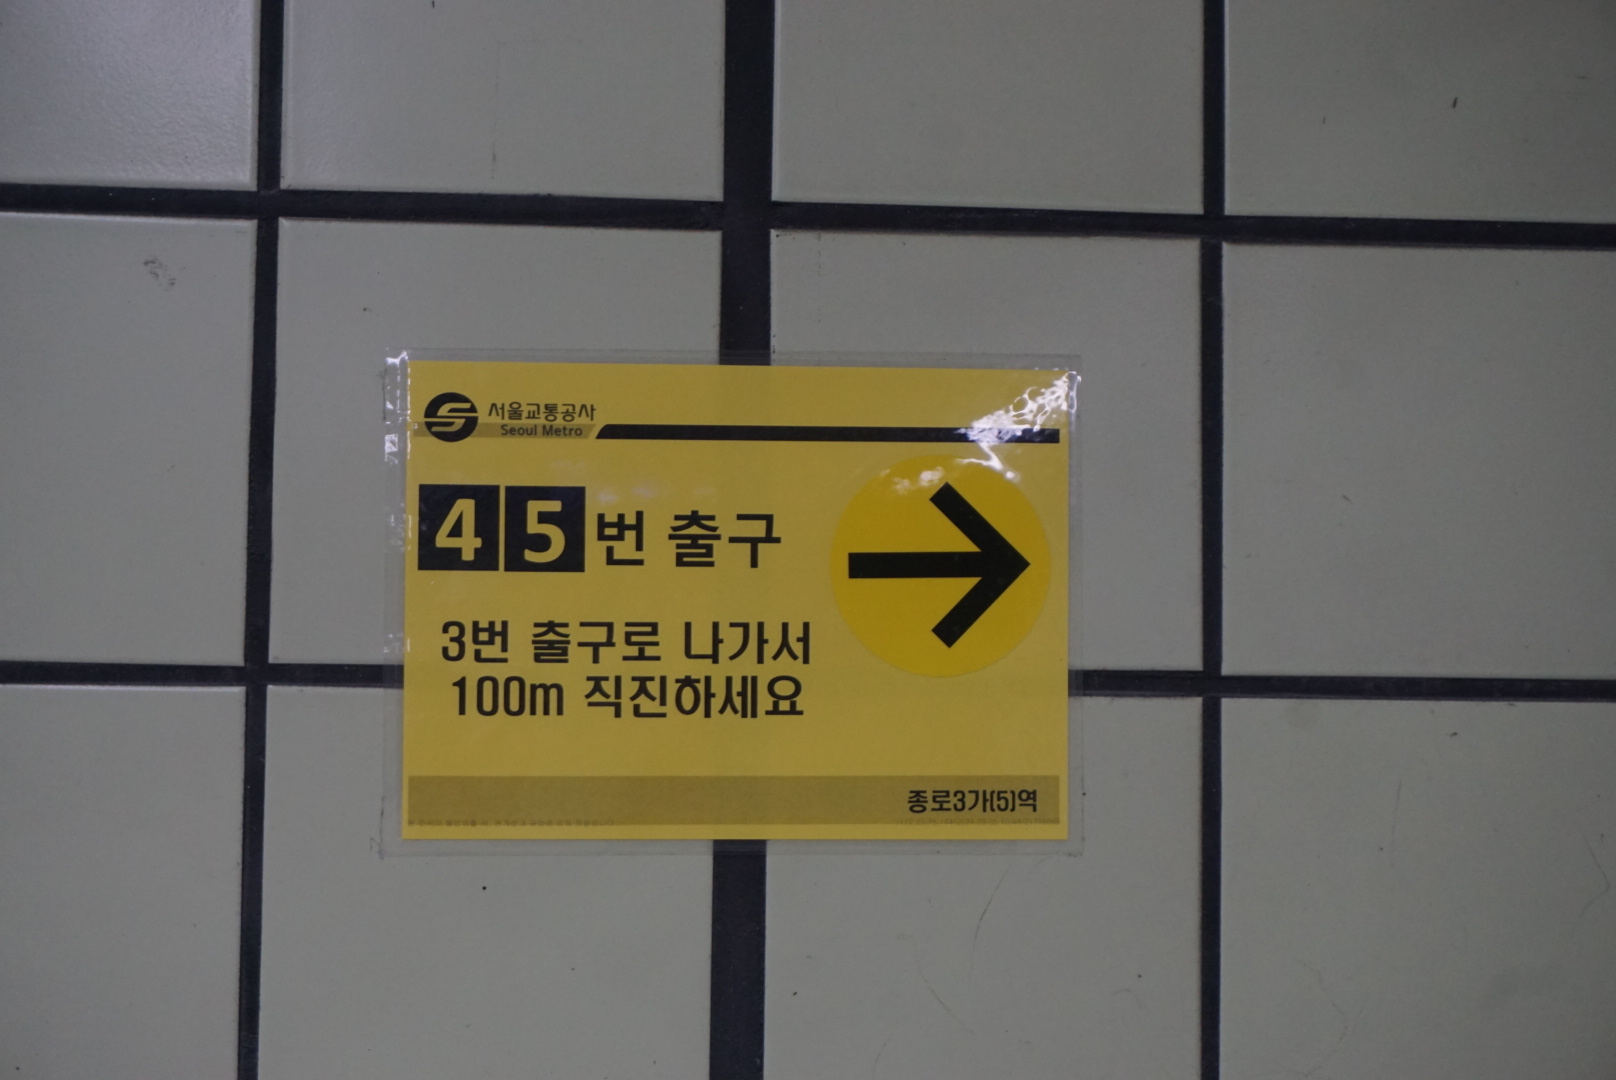 서울교통공사
Seoul Metro
4 5 번 출구
3번 출구로 나가서
100m 직진하세요
종로3가(5)역